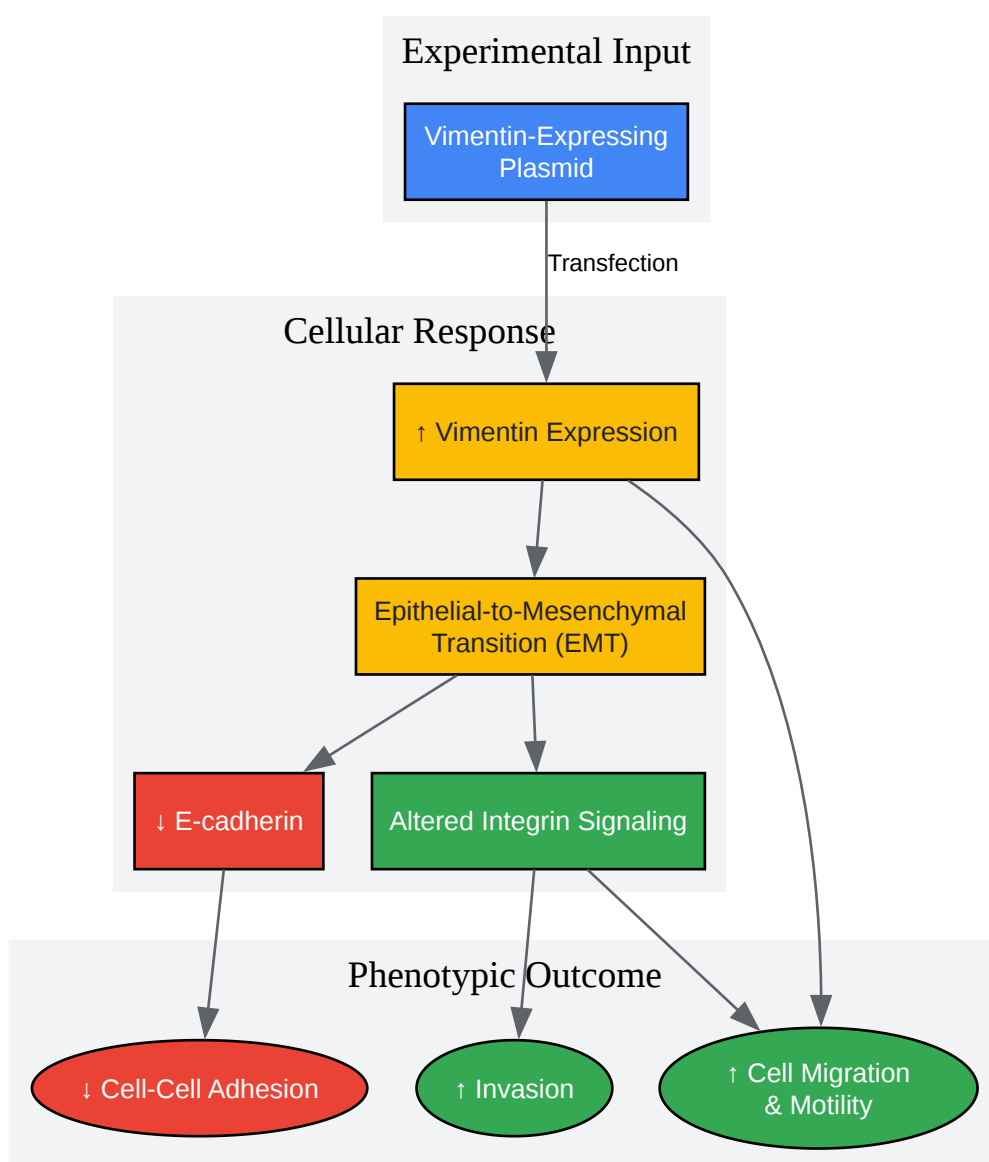 Experimental Input
Vimentin-Expressing
Plasmid
Transfection
Cellular Response
↑ Vimentin Expression
Epithelial-to-Mesenchymal
Transition (EMT)
↓ E-cadherin
Altered Integrin Signaling
Phenotypic Outcome
↓ Cell-Cell Adhesion
↑ Invasion
↑ Cell Migration
& Motility